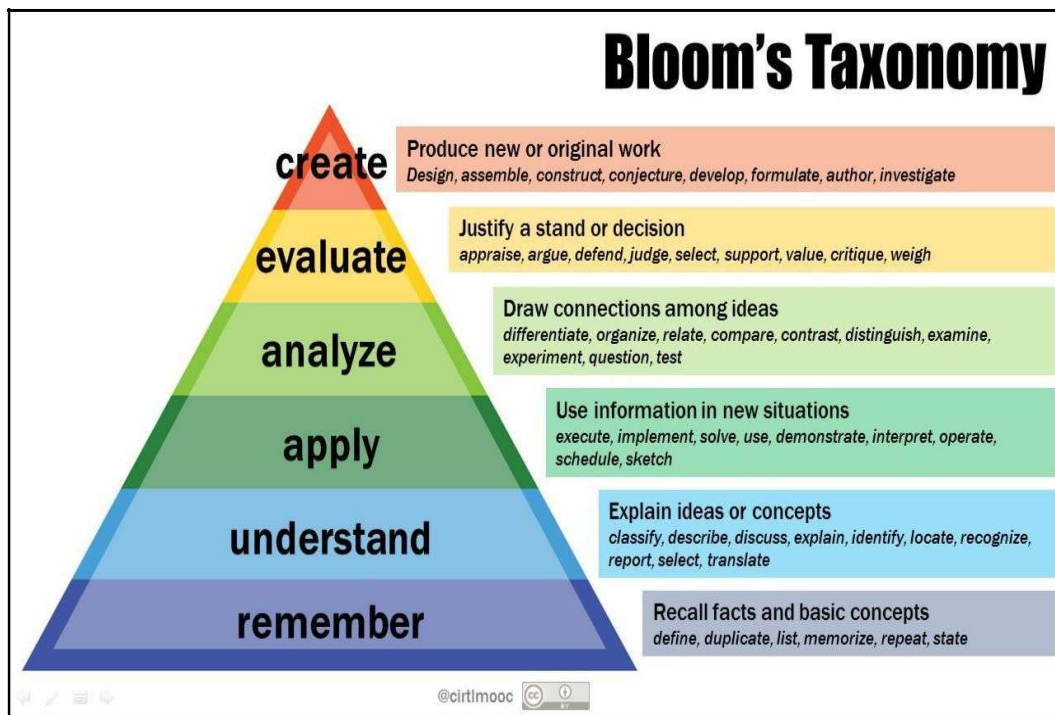 Bloom's Taxonomy
create
Produce new or original work
Design, assemble, construct, conjecture, develop, formulate, author, investigate
evaluate
Justify a stand or decision
appraise, argue, defend, judge, select, support, value, critique, weigh
analyze
Draw connections among ideas
differentiate, organize, relate, compare, contrast, distinguish, examine,
experiment, question, test
apply
Use information in new situations
execute, implement, solve, use, demonstrate, interpret, operate,
schedule, sketch
understand
Explain ideas or concepts
classify, describe, discuss, explain, identify, locate, recognize,
report, select, translate
remember
Recall facts and basic concepts
define, duplicate, list, memorize, repeat, state
@cirtlmooc
cc
BY